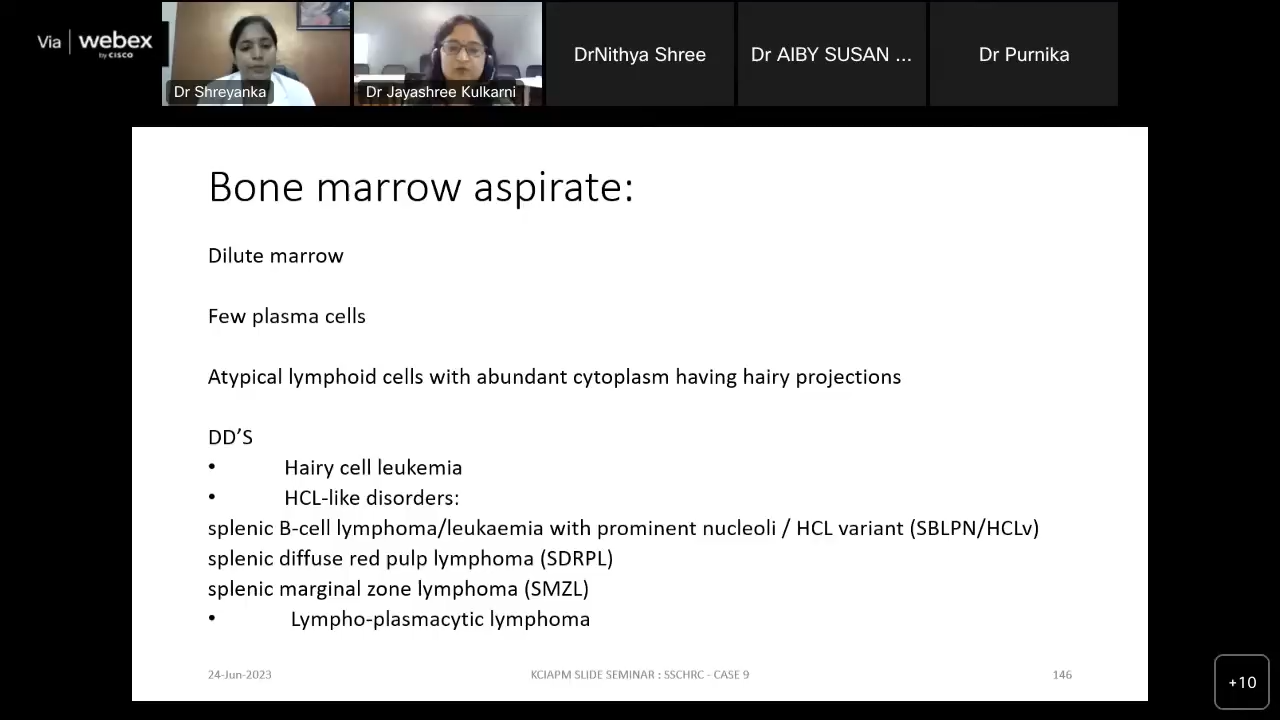 Via | webex
by CISCO
Dr Shreyanka
Dr Jayashree Kulkarni
DrNithya Shree
Dr AIBY SUSAN ...
Dr Purnika
Bone marrow aspirate:
Dilute marrow
Few plasma cells
Atypical lymphoid cells with abundant cytoplasm having hairy projections
DD’S
• Hairy cell leukemia
• HCL-like disorders:
splenic B-cell lymphoma/leukaemia with prominent nucleoli / HCL variant (SBLPN/HCLv)
splenic diffuse red pulp lymphoma (SDRPL)
splenic marginal zone lymphoma (SMZL)
• Lympho-plasmacytic lymphoma
24-Jun-2023
KCIAPM SLIDE SEMINAR : SSCHRC - CASE 9
146
+10